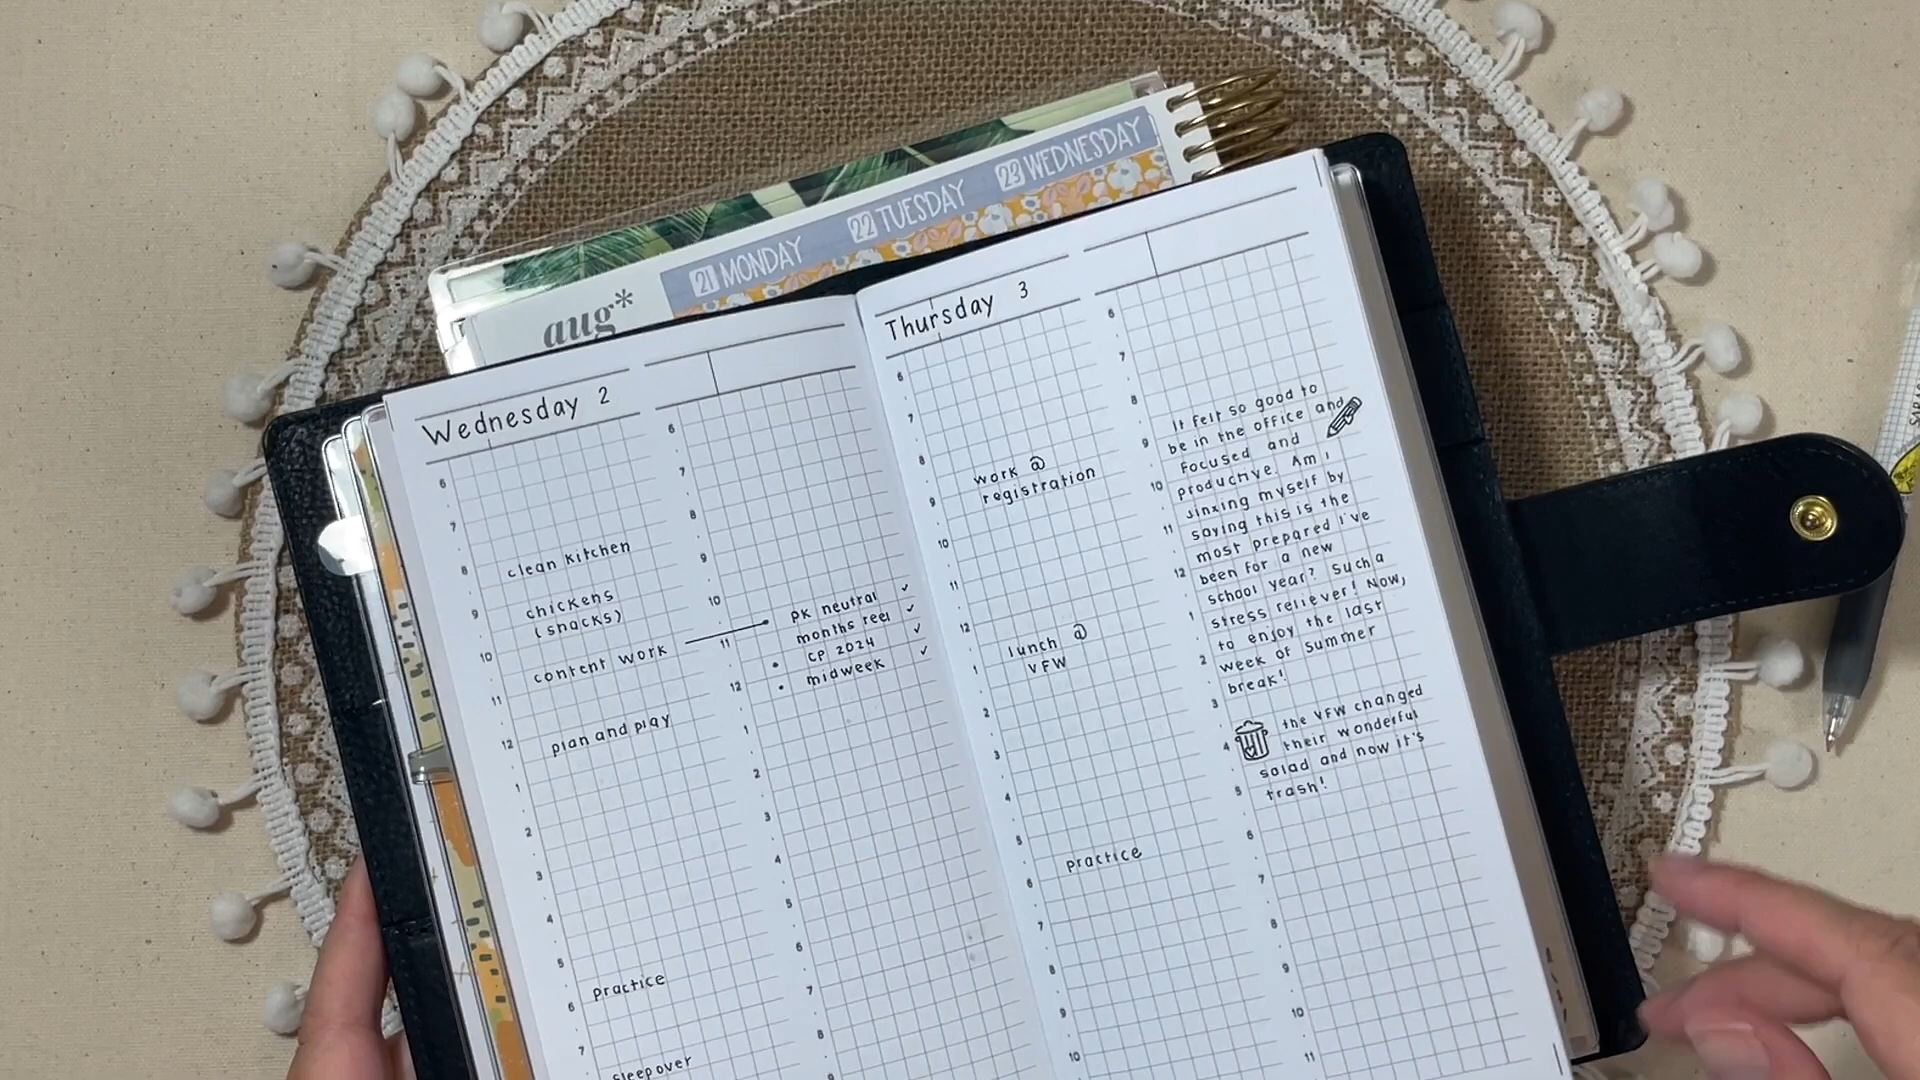 21 MONDAY
22 TUESDAY
23 WEDNESDAY
aug*
Wednesday 2
6
7
8
clean kitchen
9
chickens
(snacks)
10
content work
11
12
plan and play
1
2
3
4
5
6
practice
7
sleepover
6
7
8
9
10
PK neutral ✓
months reel ✓
11
CP 2024 ✓
12
midweek ✓
1
2
3
4
5
6
7
8
9
Thursday 3
6
7
8
work @
9
registration
10
11
12
lunch @
1
VFW
2
3
4
5
practice
6
7
8
9
10
6
7
8
It felt so good to
9
be in the office and
focused and
10
productive. Am I
jinxing myself by
11
saying this is the
most prepared I've
12
been for a new
school year? Such a
1
stress reliever! Now,
to enjoy the last
2
week of summer
break!
3
the VFW changed
4
their wonderful
salad and now it's
5
trash!
6
7
8
9
10
11